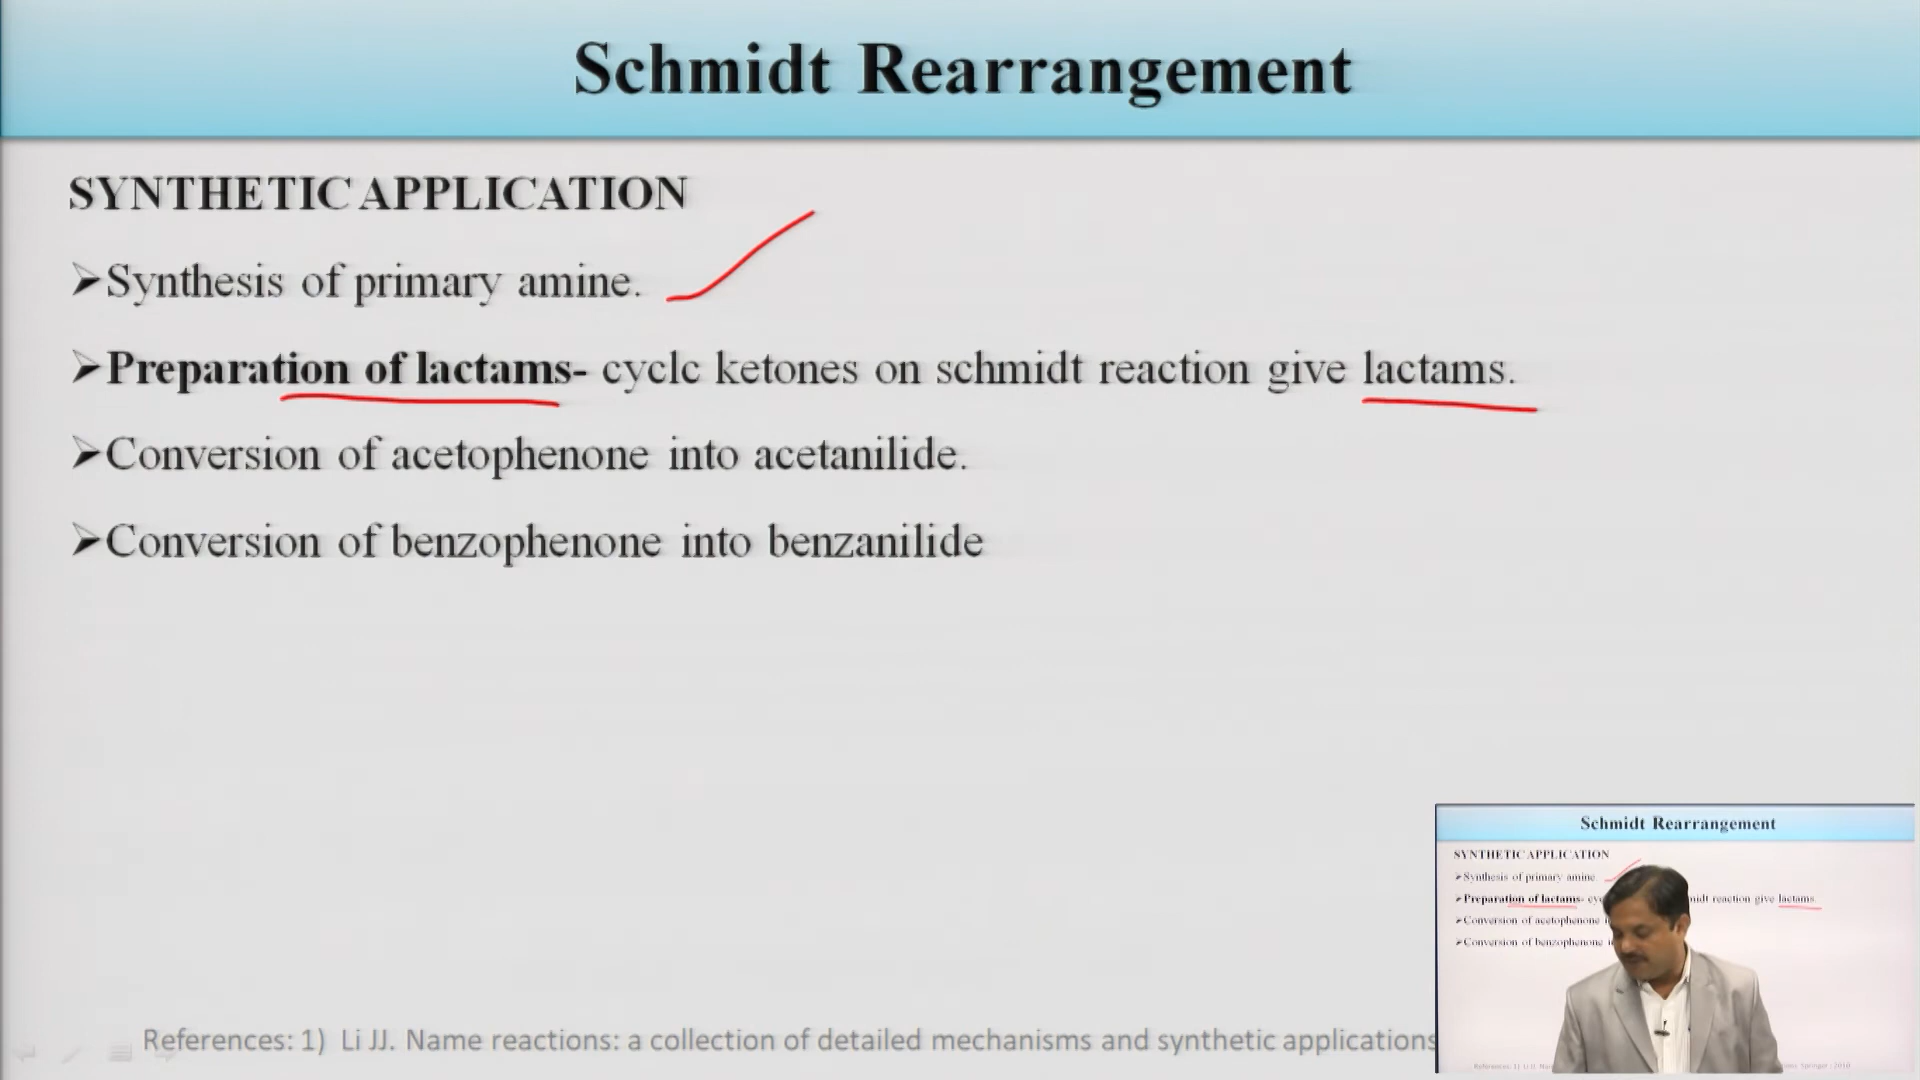 Schmidt Rearrangement
SYNTHETIC APPLICATION
➤Synthesis of primary amine.
➤Preparation of lactams- cyclc ketones on schmidt reaction give lactams.
➤Conversion of acetophenone into acetanilide.
➤Conversion of benzophenone into benzanilide
References: 1) Li JJ. Name reactions: a collection of detailed mechanisms and synthetic applications
Schmidt Rearrangement
SYNTHETIC APPLICATION
➤Synthesis of primary amine
➤Preparation of lactams- reaction give lactams.
➤Conversion of acetophenone
➤Conversion of benzophenone